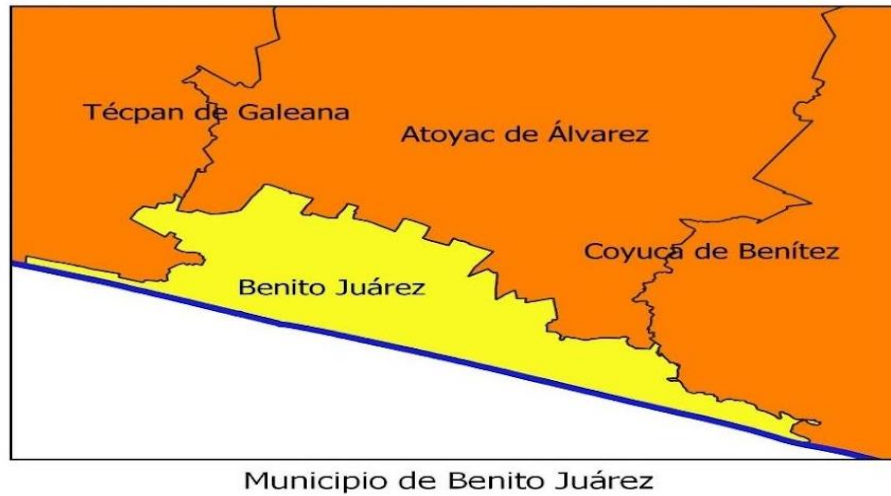 Técpan de Galeana
Atoyac de Álvarez
Coyuca de Benítez
Benito Juárez
Municipio de Benito Juárez